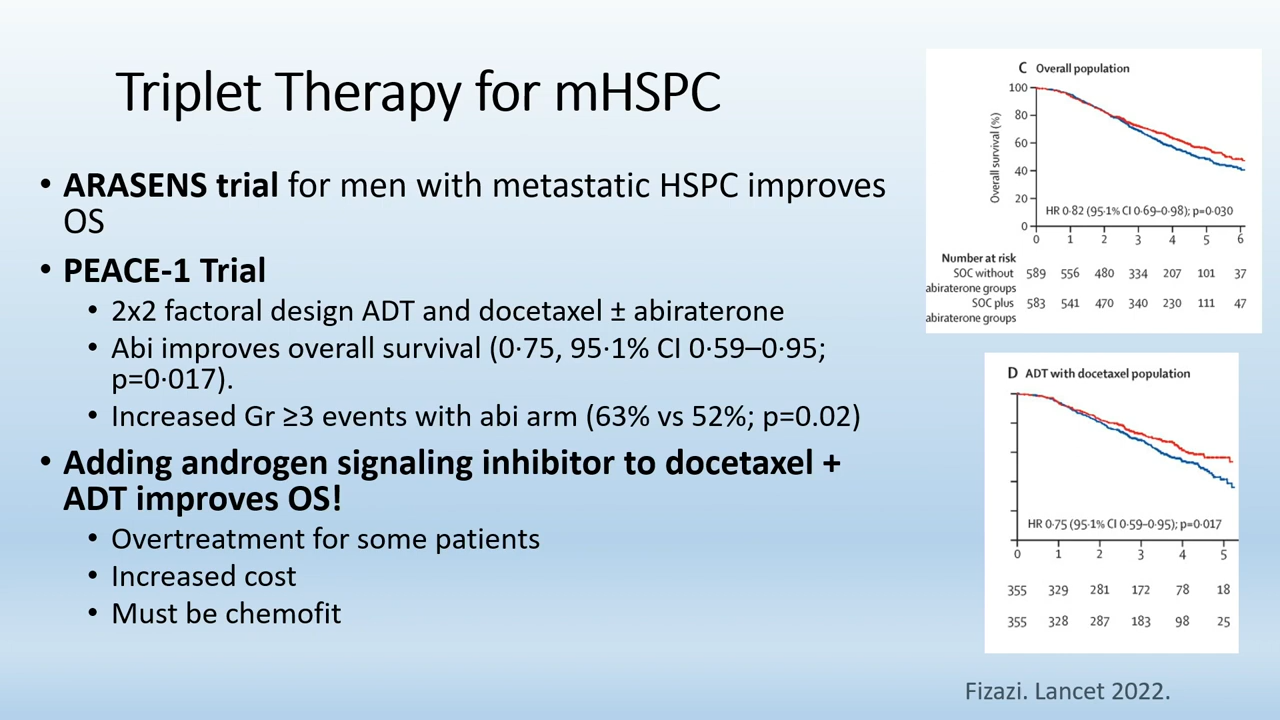 Triplet Therapy for mHSPC
• ARASENS trial for men with metastatic HSPC improves
OS
• PEACE-1 Trial
• 2x2 factoral design ADT and docetaxel ± abiraterone
• Abi improves overall survival (0·75, 95·1% CI 0·59–0·95;
p=0·017).
• Increased Gr ≥3 events with abi arm (63% vs 52%; p=0.02)
• Adding androgen signaling inhibitor to docetaxel +
ADT improves OS!
• Overtreatment for some patients
• Increased cost
• Must be chemofit
C Overall population
Overall survival (%)
100
80
60
40
20
0
HR 0·82 (95·1% CI 0·69–0·98); p=0·030
0 1 2 3 4 5 6
Number at risk
SOC without 589 556 480 334 207 101 37
abiraterone groups
SOC plus 583 541 470 340 230 111 47
abiraterone groups
D ADT with docetaxel population
HR 0·75 (95·1% CI 0·59–0·95); p=0·017
0 1 2 3 4 5
355 329 281 172 78 18
355 328 287 183 98 25
Fizazi. Lancet 2022.